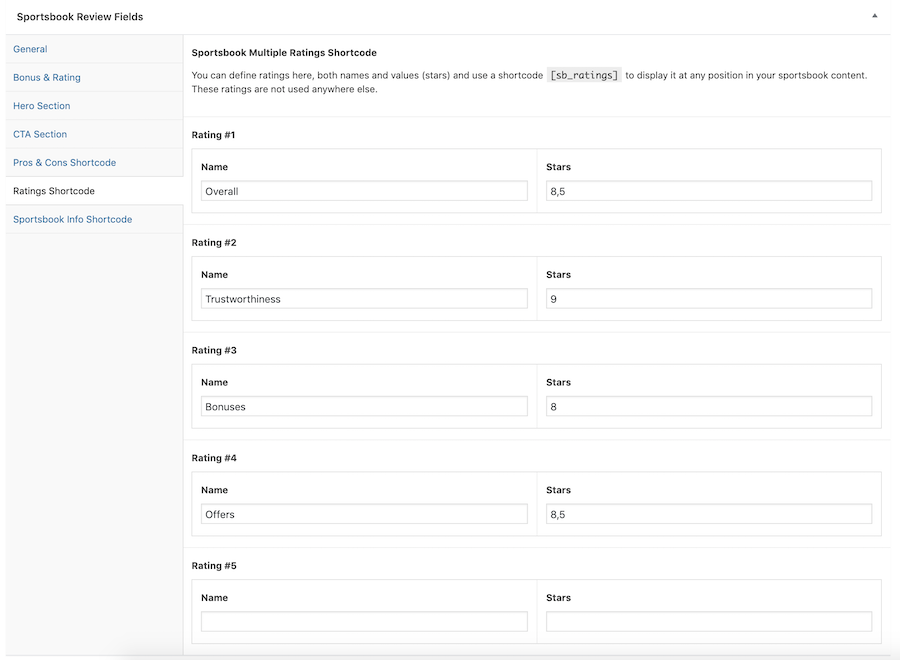 Sportsbook Review Fields
General
Bonus & Rating
Hero Section
CTA Section
Pros & Cons Shortcode
Ratings Shortcode
Sportsbook Info Shortcode
Sportsbook Multiple Ratings Shortcode
You can define ratings here, both names and values (stars) and use a shortcode [sb_ratings] to display it at any position in your sportsbook content.
These ratings are not used anywhere else.
Rating #1
Name Stars
Overall 8,5
Rating #2
Name Stars
Trustworthiness 9
Rating #3
Name Stars
Bonuses 8
Rating #4
Name Stars
Offers 8,5
Rating #5
Name Stars